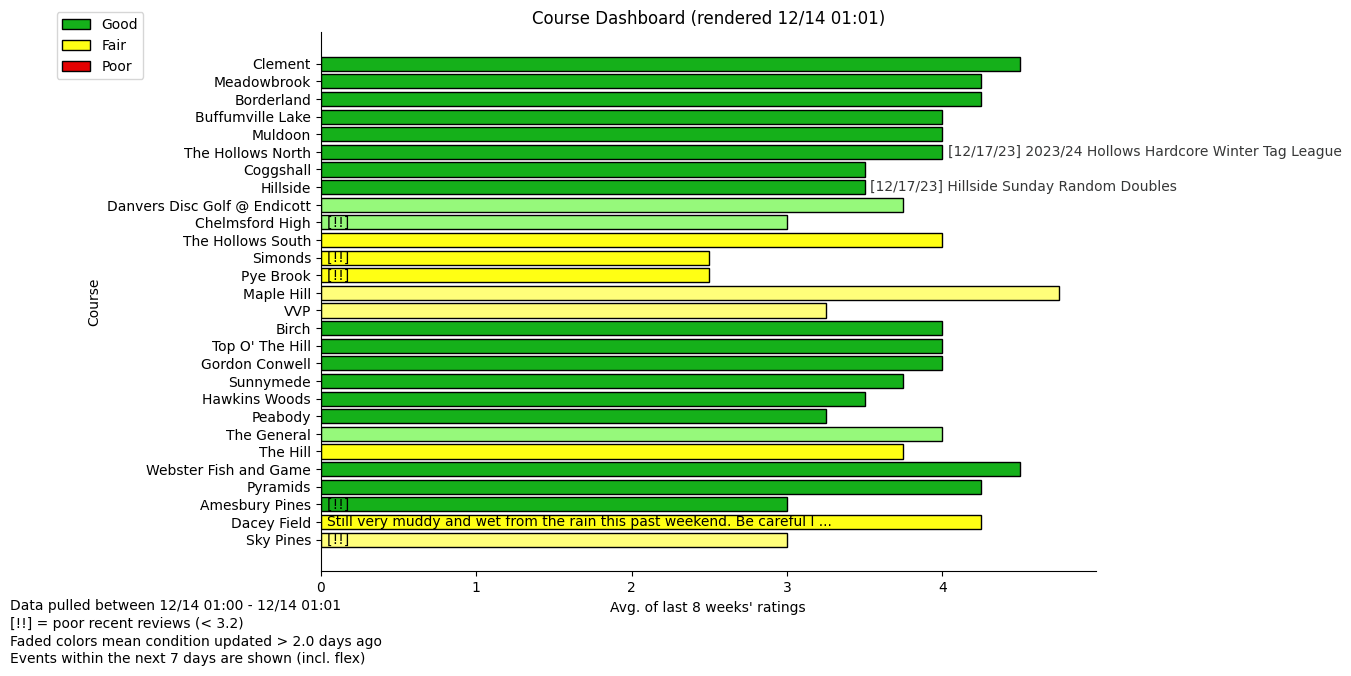 Course Dashboard (rendered 12/14 01:01)
Good
Fair
Poor
Course
Clement
Meadowbrook
Borderland
Buffumville Lake
Muldoon
The Hollows North [12/17/23] 2023/24 Hollows Hardcore Winter Tag League
Coggshall
Hillside [12/17/23] Hillside Sunday Random Doubles
Danvers Disc Golf @ Endicott
Chelmsford High [!!]
The Hollows South
Simonds [!!]
Pye Brook [!!]
Maple Hill
VVP
Birch
Top O' The Hill
Gordon Conwell
Sunnymede
Hawkins Woods
Peabody
The General
The Hill
Webster Fish and Game
Pyramids
Amesbury Pines [!!]
Dacey Field Still very muddy and wet from the rain this past weekend. Be careful I ...
Sky Pines [!!]
0 1 2 3 4
Avg. of last 8 weeks' ratings
Data pulled between 12/14 01:00 - 12/14 01:01
[!!] = poor recent reviews (< 3.2)
Faded colors mean condition updated > 2.0 days ago
Events within the next 7 days are shown (incl. flex)